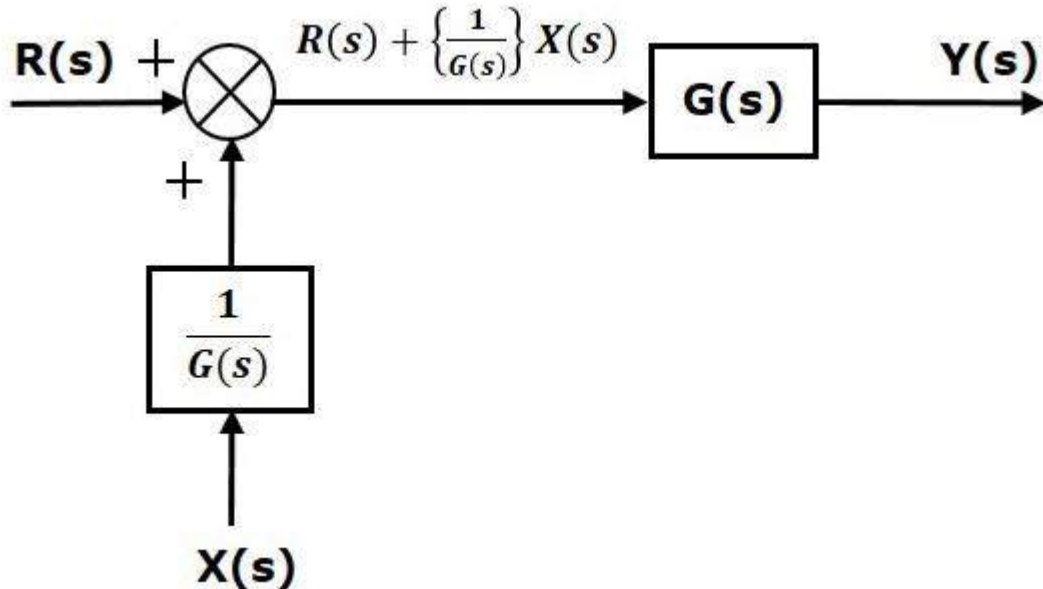 R(s)
+
R(s) + {1/G(s)} X(s)
G(s)
Y(s)
+
1/G(s)
X(s)